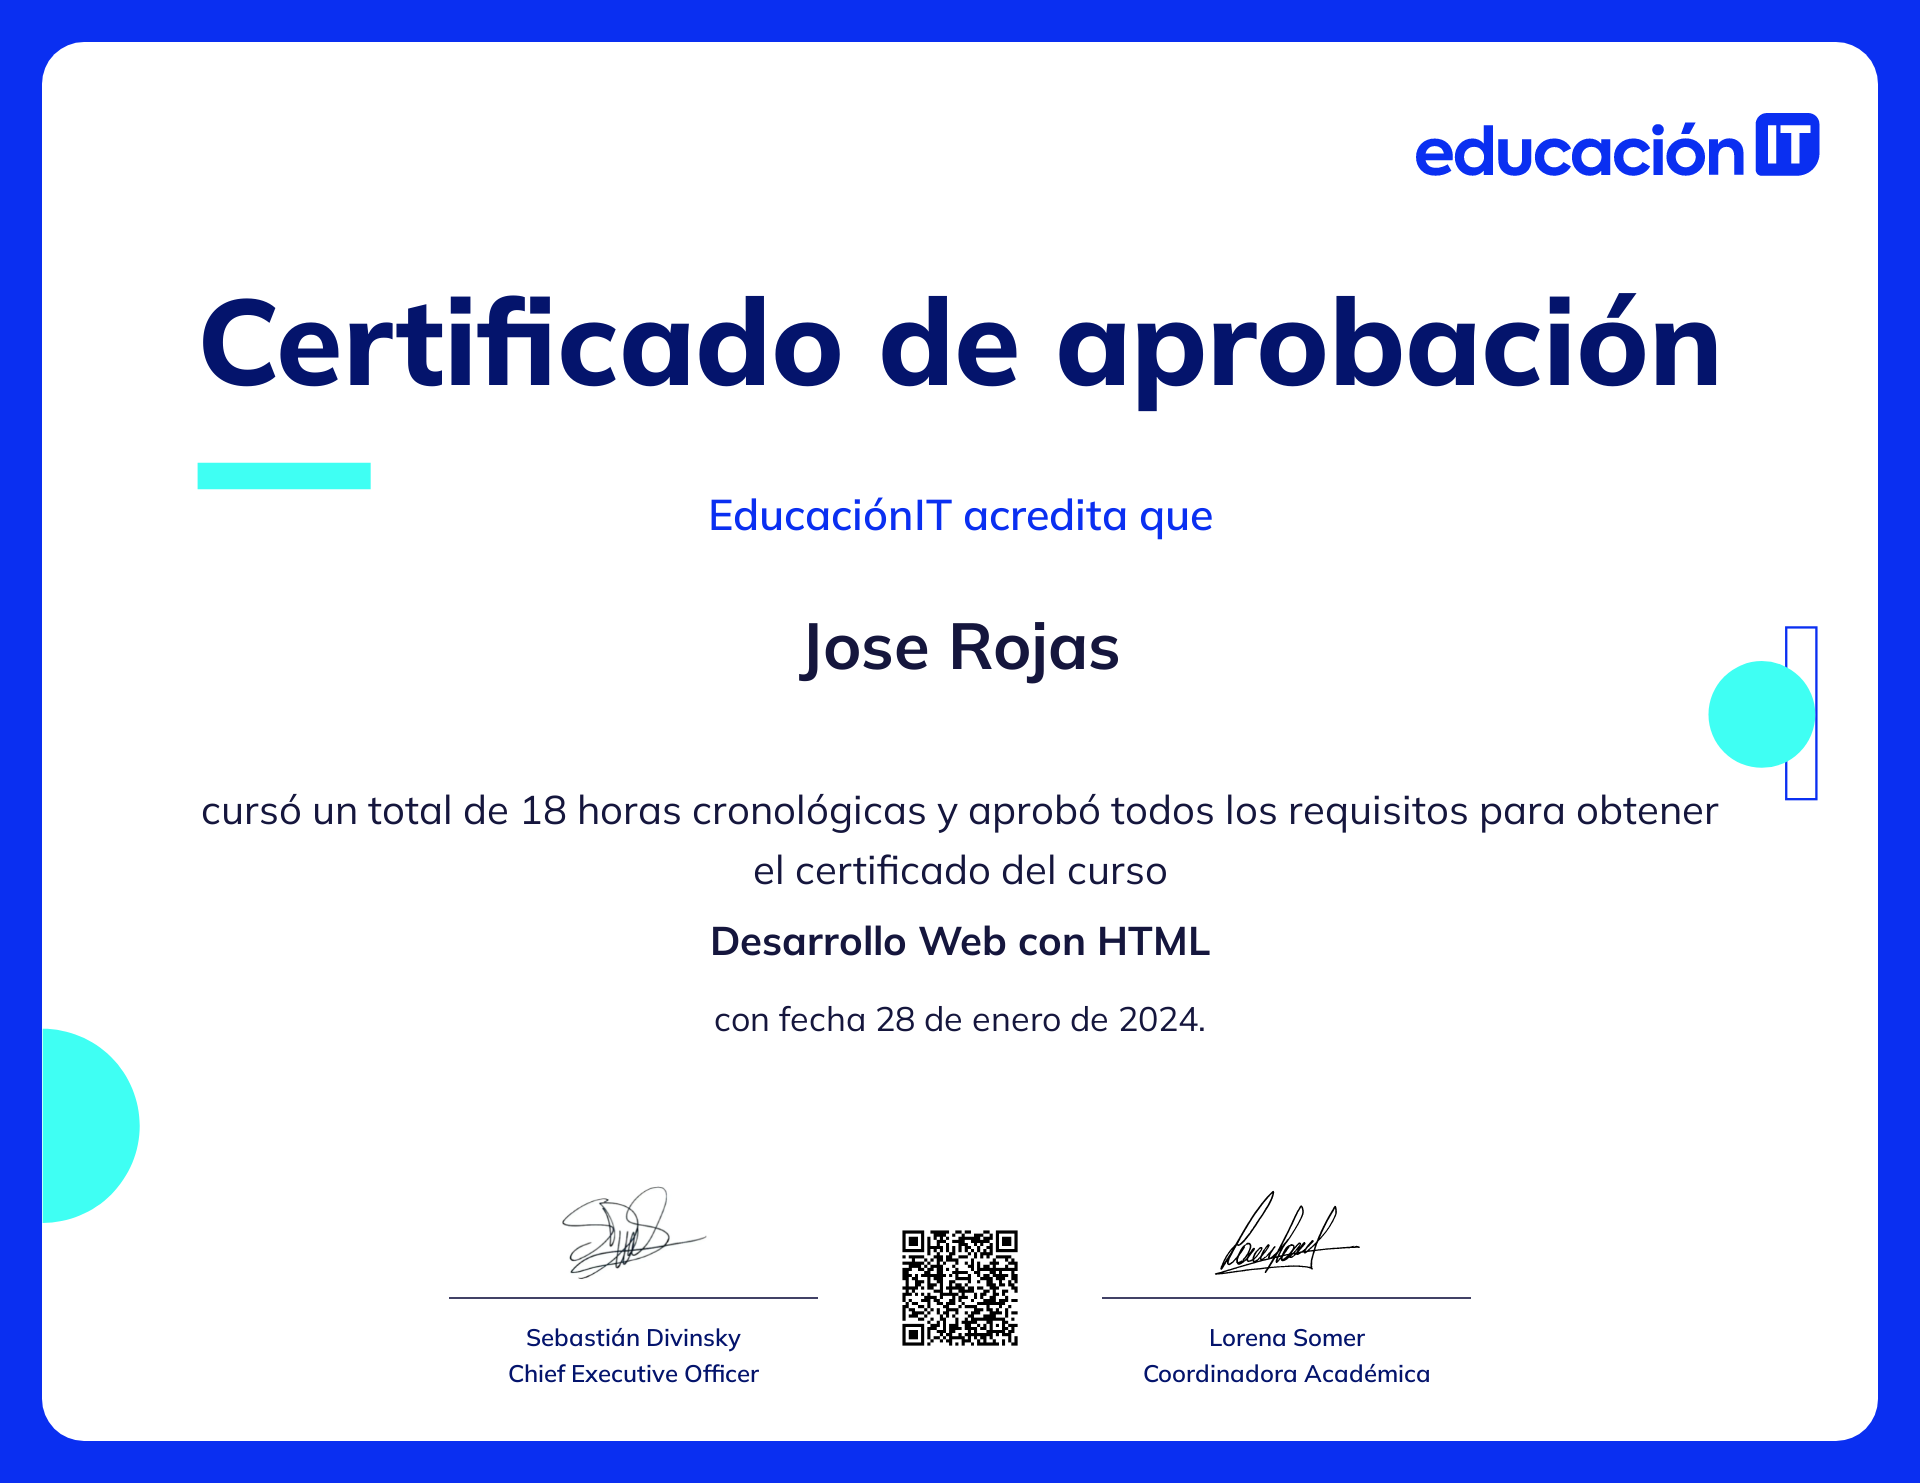 educaciónIT
Certificado de aprobación
EducaciónIT acredita que
Jose Rojas
cursó un total de 18 horas cronológicas y aprobó todos los requisitos para obtener
el certificado del curso
Desarrollo Web con HTML
con fecha 28 de enero de 2024.
Sebastián Divinsky
Chief Executive Officer
Lorena Somer
Coordinadora Académica